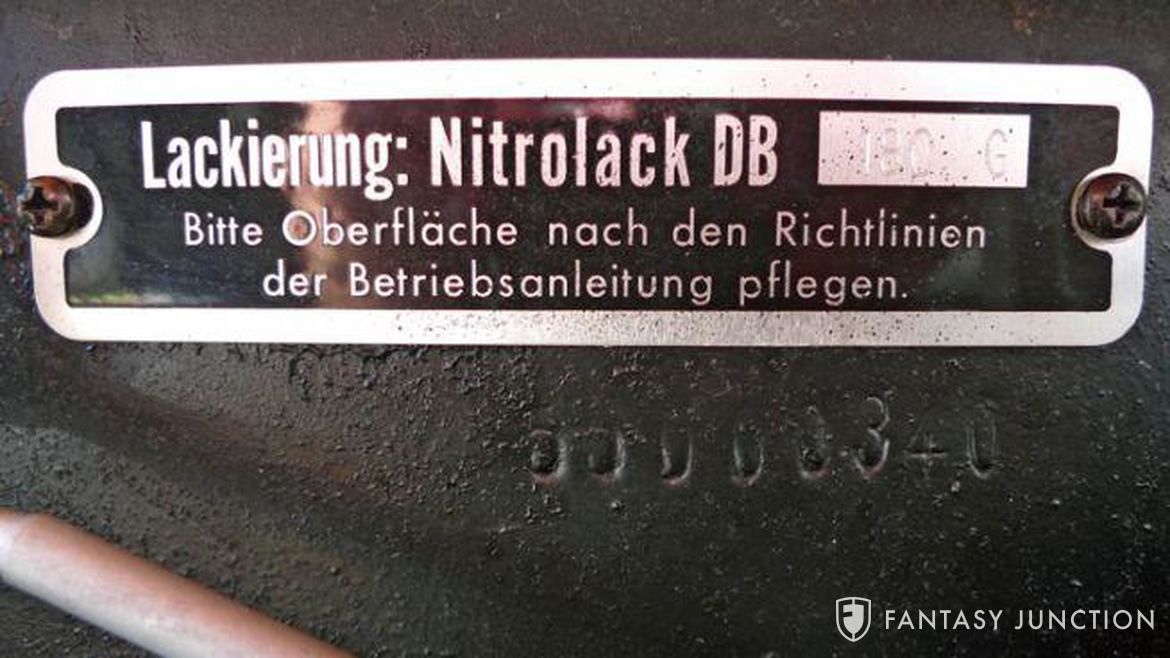 Lackierung: Nitrolack DB 180 G
Bitte Oberfläche nach den Richtlinien
der Betriebsanleitung pflegen.
FANTASY JUNCTION